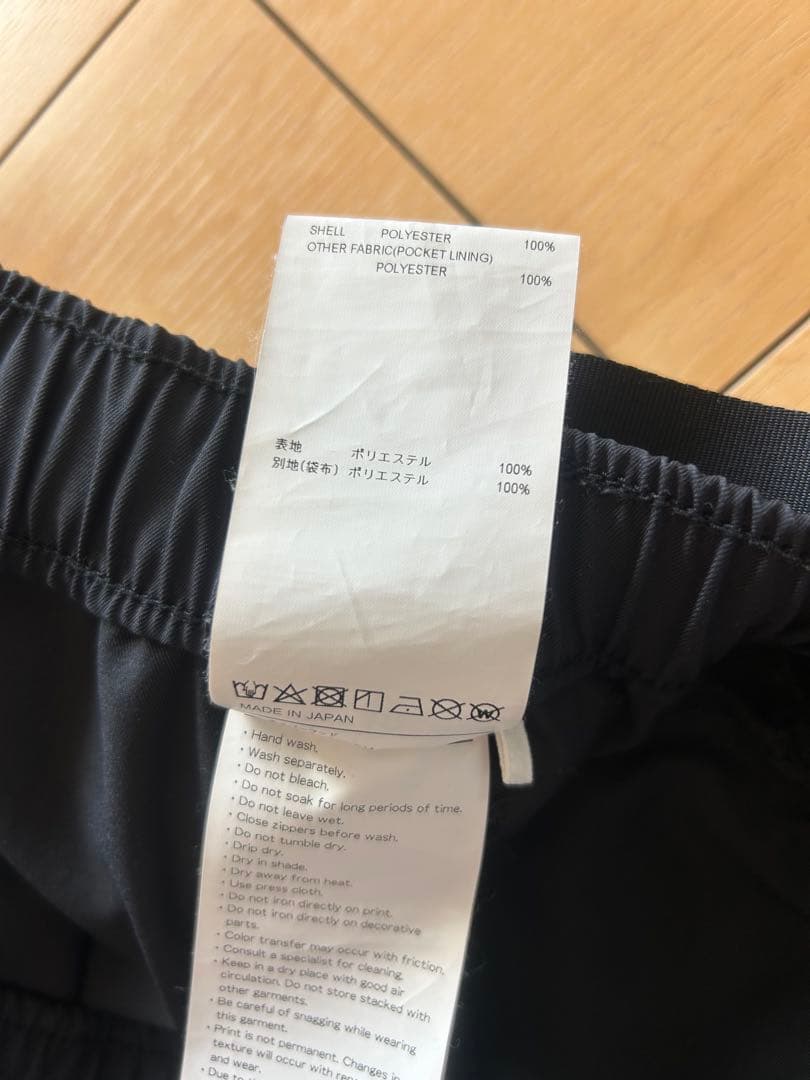 SHELL POLYESTER 100%
OTHER FABRIC(POCKET LINING)
POLYESTER 100%
表地 ポリエステル 100%
別地(袋布) ポリエステル 100%
W
MADE IN JAPAN
・Hand wash.
・Wash separately.
・Do not bleach.
・Do not soak for long periods of time.
・Do not leave wet.
・Close zippers before wash.
・Do not tumble dry.
・Drip dry.
・Dry in shade.
・Dry away from heat.
・Use press cloth.
・Do not iron directly on print.
・Do not iron directly on decorative
parts.
・Color transfer may occur with friction.
・Consult a specialist for cleaning.
・Keep in a dry place with good air
circulation. Do not store stacked with
other garments.
・Be careful of snagging while wearing
this garment.
・Print is not permanent. Changes in
texture will occur with
and wear.
・Due to